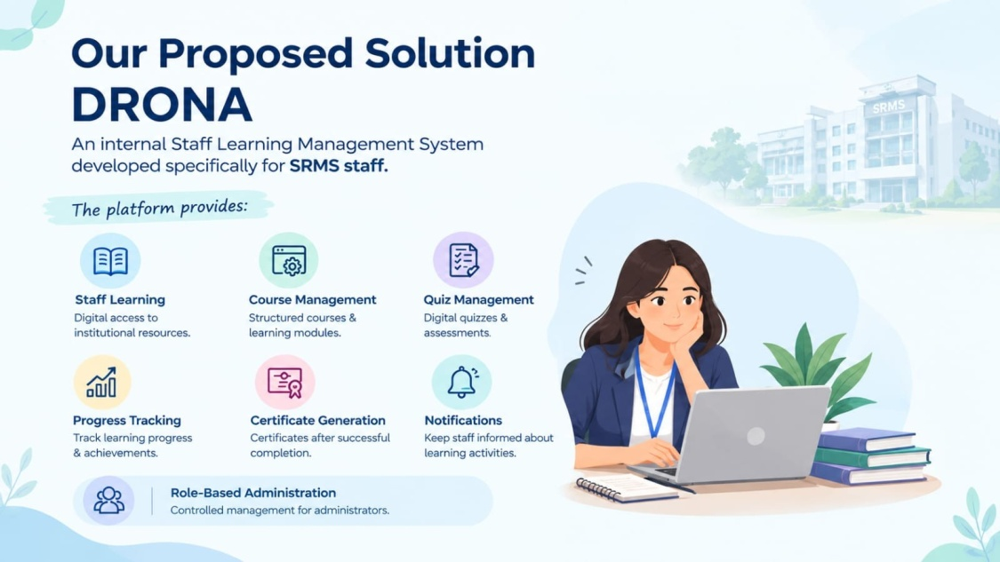 Our Proposed Solution
DRONA
An internal Staff Learning Management System
developed specifically for SRMS staff.
SRMS
The platform provides:
Staff Learning
Digital access to
institutional resources.
Course Management
Structured courses &
learning modules.
Quiz Management
Digital quizzes &
assessments.
Progress Tracking
Track learning progress
& achievements.
Certificate Generation
Certificates after successful
completion.
Notifications
Keep staff informed about
learning activities.
Role-Based Administration
Controlled management for administrators.